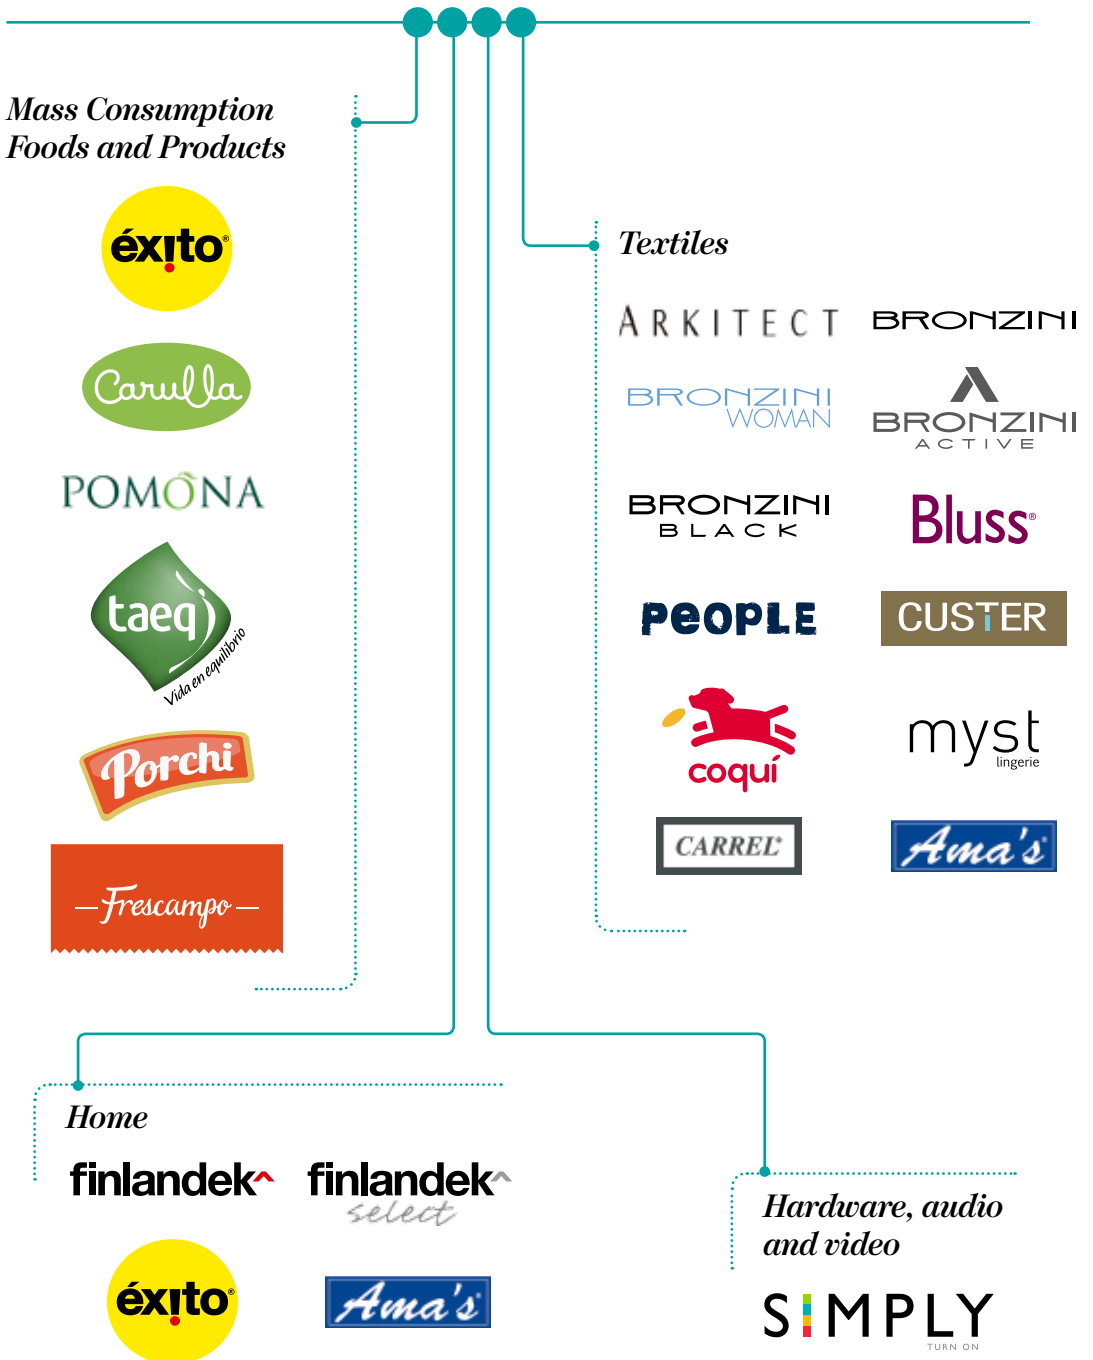 Mass Consumption
Foods and Products
éxito®
Carulla
POMONA
taeq
Vida en equilibrio
Porchi
Frescampo
Textiles
ARKITECT
BRONZINI
BRONZINI
WOMAN
BRONZINI
ACTIVE
BRONZINI
BLACK
Bluss®
PEOPLE
CUSTER
coquí
myst
lingerie
CARREL
Ama's
Home
finlandek
finlandek
select
éxito®
Ama's
Hardware, audio
and video
SIMPLY
TURN ON